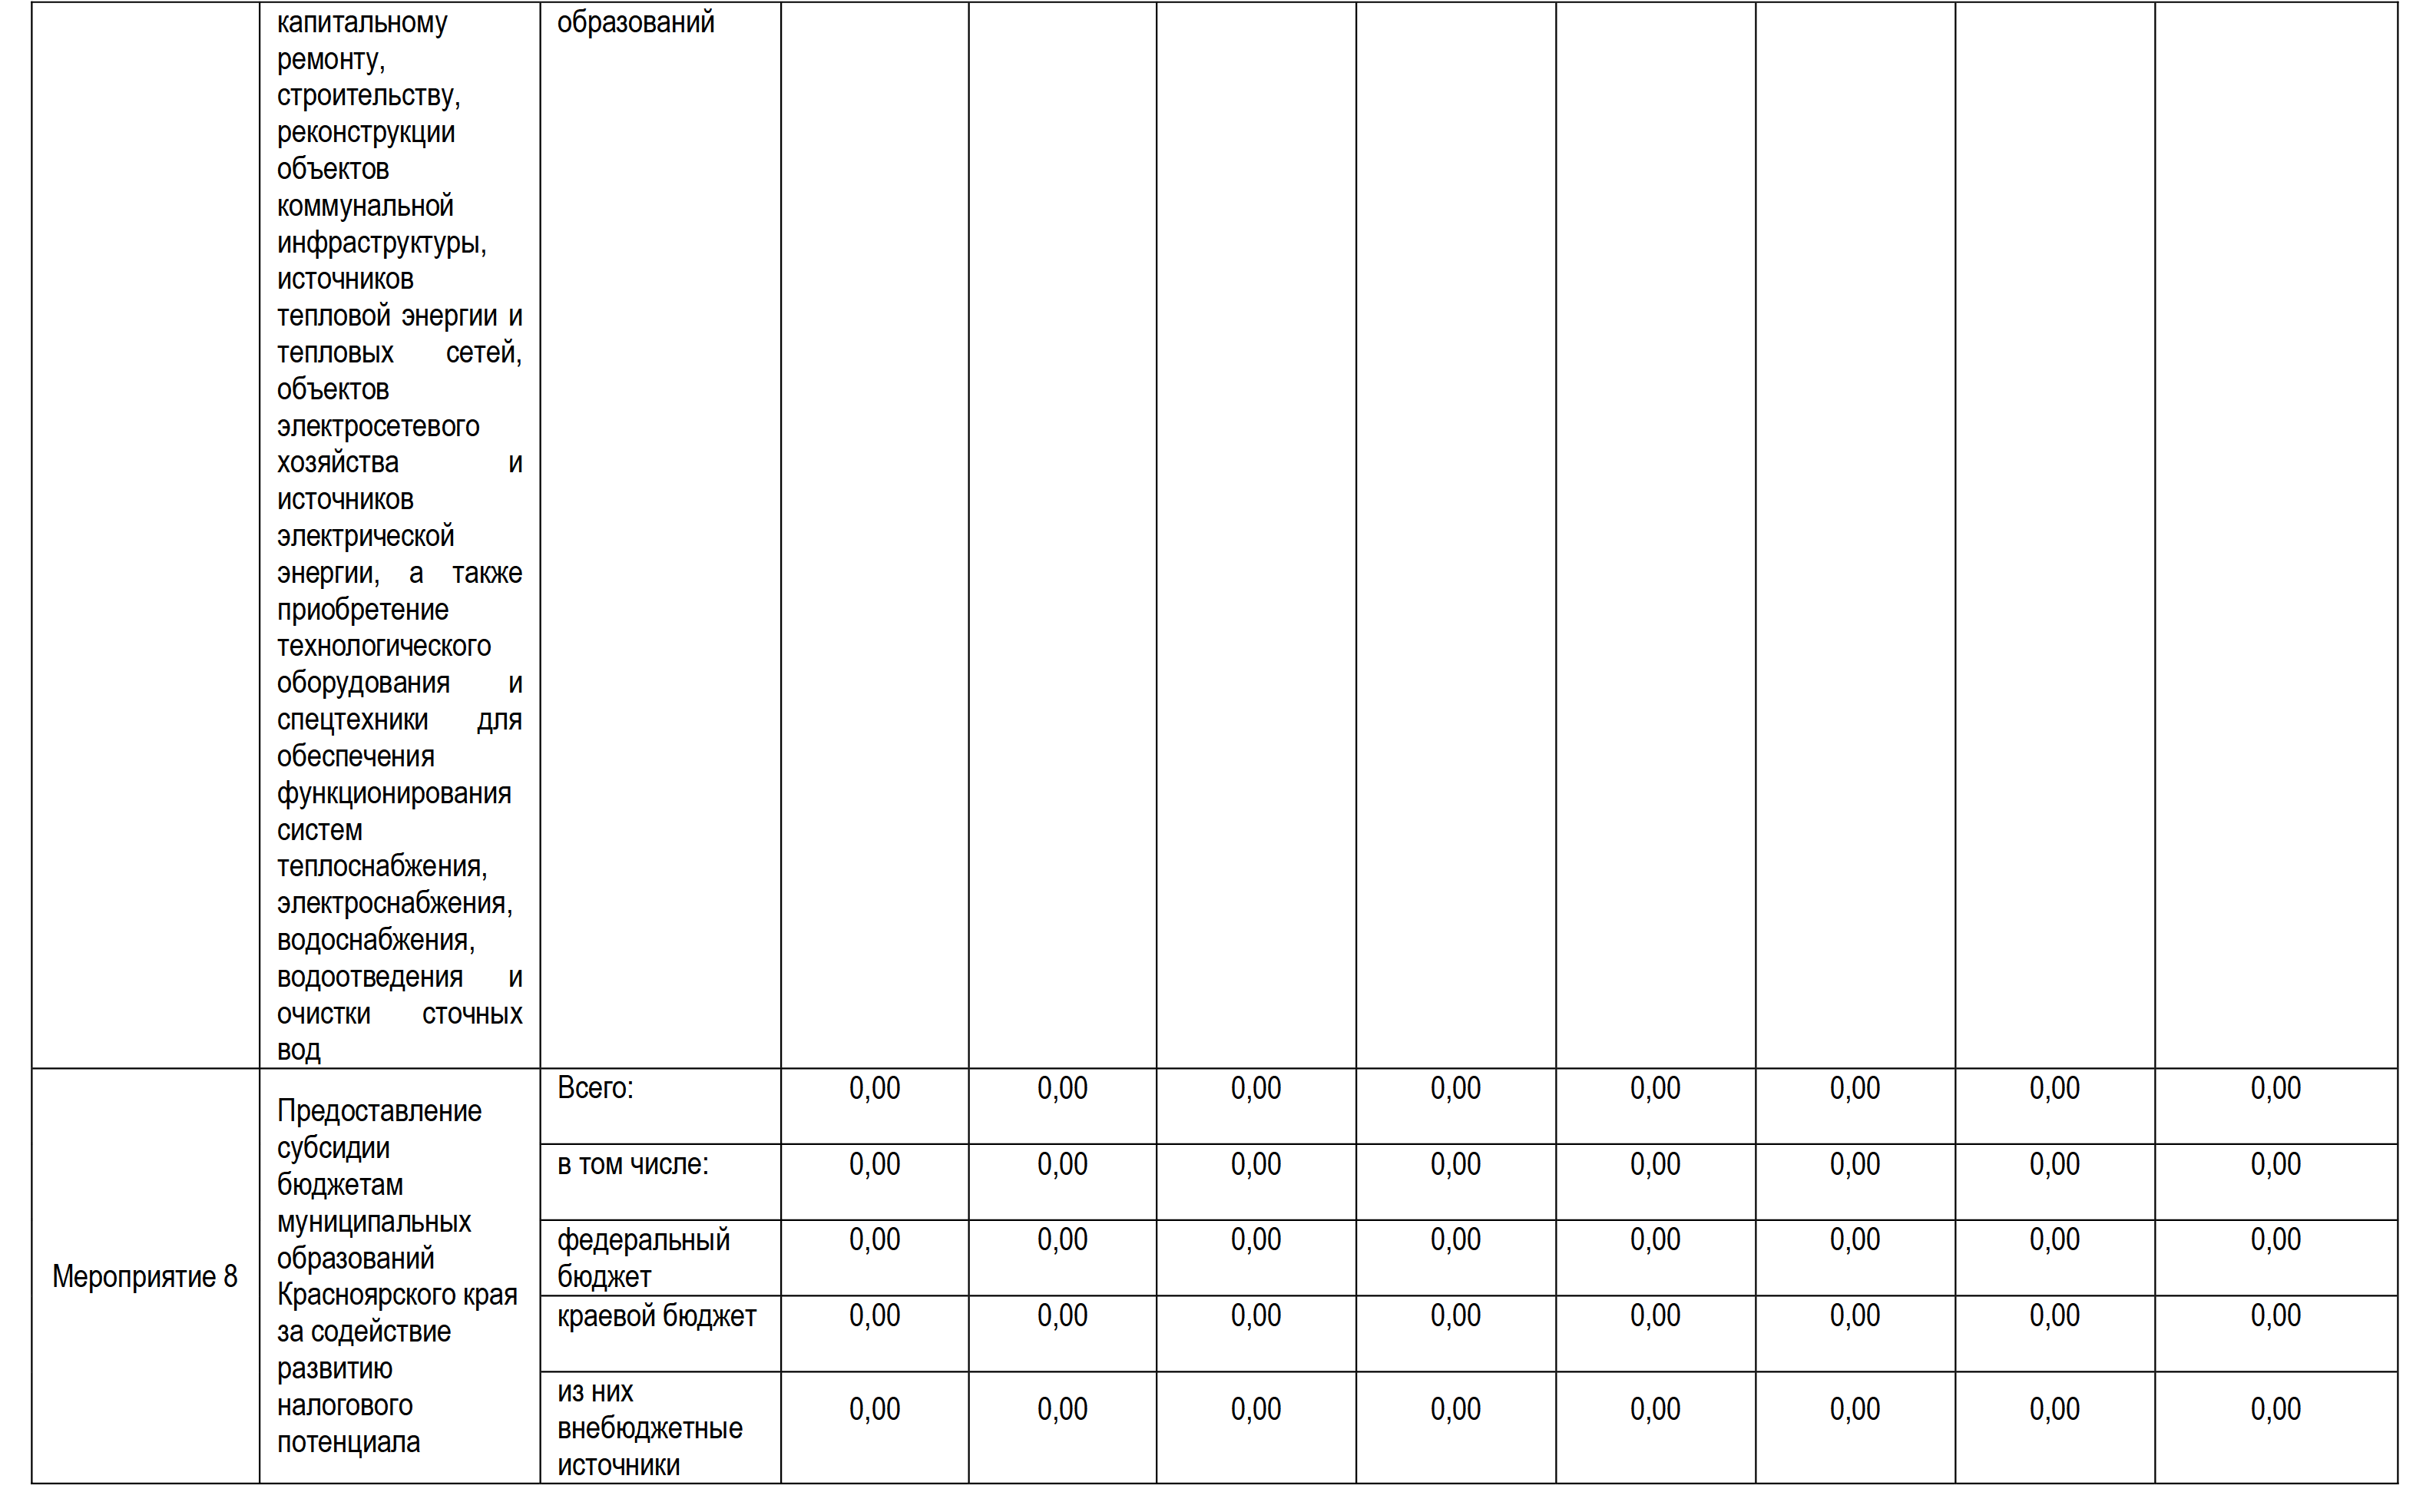 капитальному
ремонту,
строительству,
реконструкции
объектов
коммунальной
инфраструктуры,
источников
тепловой энергии и
тепловых сетей,
объектов
электросетевого
хозяйства и
источников
электрической
энергии, а также
приобретение
технологического
оборудования и
спецтехники для
обеспечения
функционирования
систем
теплоснабжения,
электроснабжения,
водоснабжения,
водоотведения и
очистки сточных
вод
образований
Мероприятие 8
Предоставление
субсидии
бюджетам
муниципальных
образований
Красноярского края
за содействие
развитию
налогового
потенциала
Всего: 0,00 0,00 0,00 0,00 0,00 0,00 0,00 0,00
в том числе: 0,00 0,00 0,00 0,00 0,00 0,00 0,00 0,00
федеральный 0,00 0,00 0,00 0,00 0,00 0,00 0,00 0,00
бюджет
краевой бюджет 0,00 0,00 0,00 0,00 0,00 0,00 0,00 0,00
из них
внебюджетные 0,00 0,00 0,00 0,00 0,00 0,00 0,00 0,00
источники